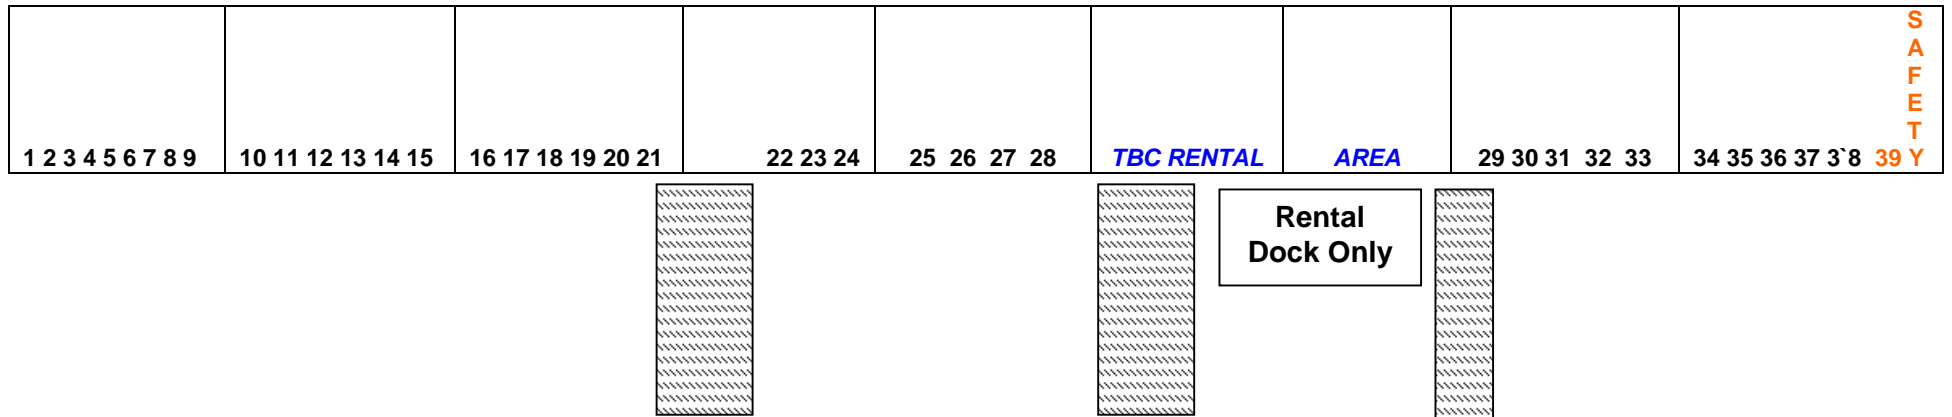 1 2 3 4 5 6 7 8 9
10 11 12 13 14 15
16 17 18 19 20 21
22 23 24
25 26 27 28
TBC RENTAL
AREA
29 30 31 32 33
34 35 36 37 3`8 39
SAFETY
Rental
Dock Only